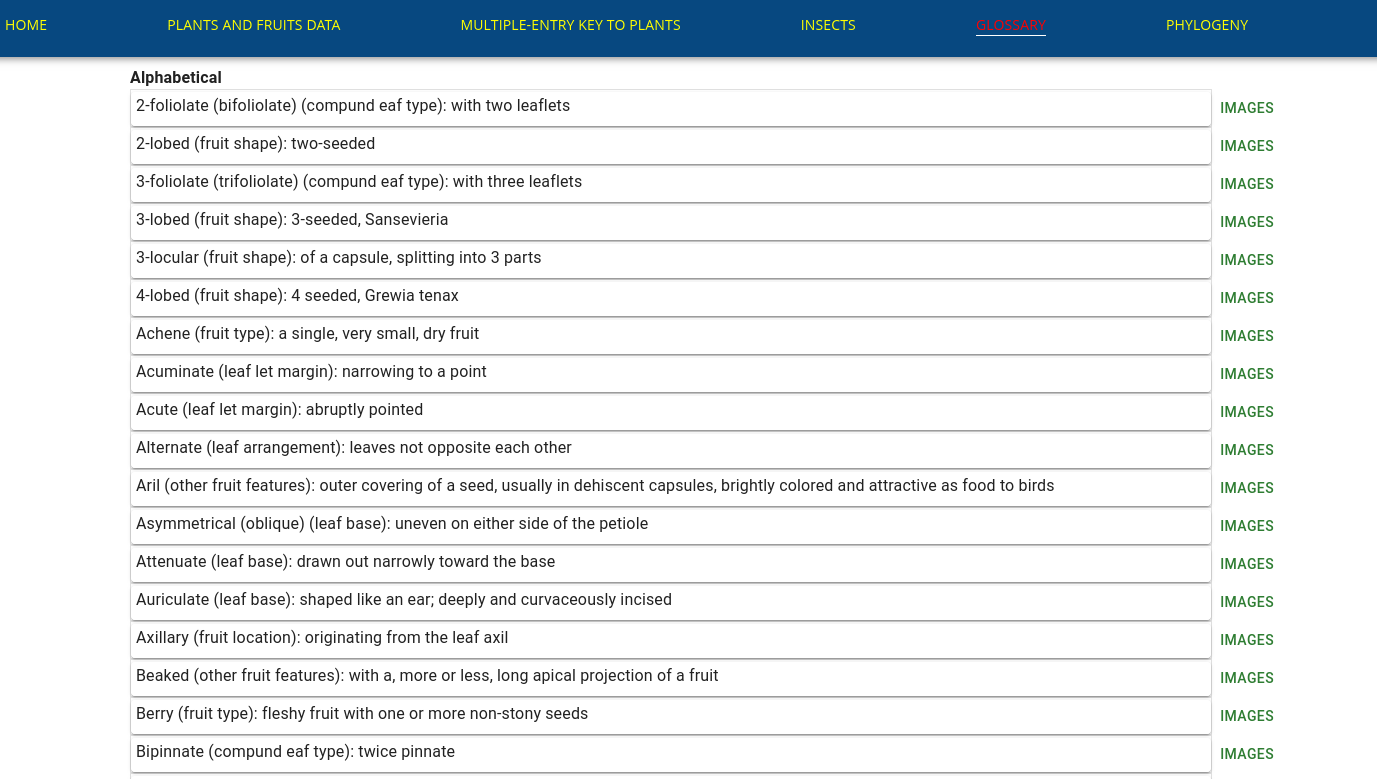 HOME PLANTS AND FRUITS DATA MULTIPLE-ENTRY KEY TO PLANTS INSECTS GLOSSARY PHYLOGENY
Alphabetical
2-foliolate (bifoliolate) (compund eaf type): with two leaflets IMAGES
2-lobed (fruit shape): two-seeded IMAGES
3-foliolate (trifoliolate) (compund eaf type): with three leaflets IMAGES
3-lobed (fruit shape): 3-seeded, Sansevieria IMAGES
3-locular (fruit shape): of a capsule, splitting into 3 parts IMAGES
4-lobed (fruit shape): 4 seeded, Grewia tenax IMAGES
Achene (fruit type): a single, very small, dry fruit IMAGES
Acuminate (leaf let margin): narrowing to a point IMAGES
Acute (leaf let margin): abruptly pointed IMAGES
Alternate (leaf arrangement): leaves not opposite each other IMAGES
Aril (other fruit features): outer covering of a seed, usually in dehiscent capsules, brightly colored and attractive as food to birds IMAGES
Asymmetrical (oblique) (leaf base): uneven on either side of the petiole IMAGES
Attenuate (leaf base): drawn out narrowly toward the base IMAGES
Auriculate (leaf base): shaped like an ear; deeply and curvaceously incised IMAGES
Axillary (fruit location): originating from the leaf axil IMAGES
Beaked (other fruit features): with a, more or less, long apical projection of a fruit IMAGES
Berry (fruit type): fleshy fruit with one or more non-stony seeds IMAGES
Bipinnate (compund eaf type): twice pinnate IMAGES